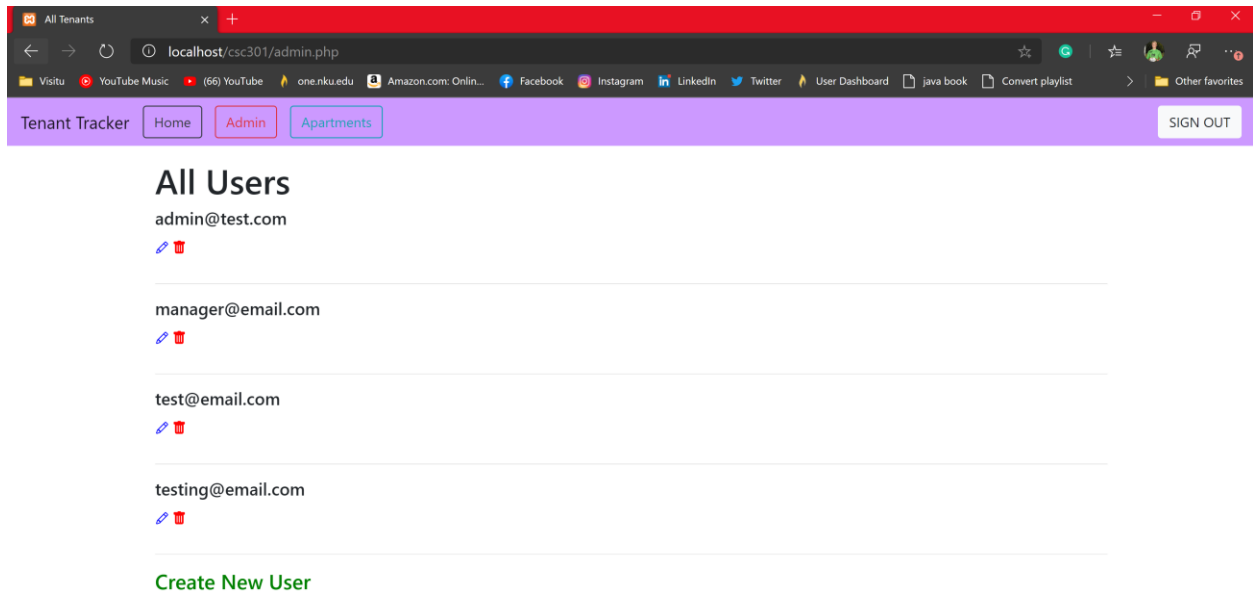 All Tenants
localhost/csc301/admin.php
Visitu YouTube Music (66) YouTube one.nku.edu Amazon.com: Onlin... Facebook Instagram LinkedIn Twitter User Dashboard java book Convert playlist Other favorites
Tenant Tracker Home Admin Apartments SIGN OUT
All Users
admin@test.com
manager@email.com
test@email.com
testing@email.com
Create New User